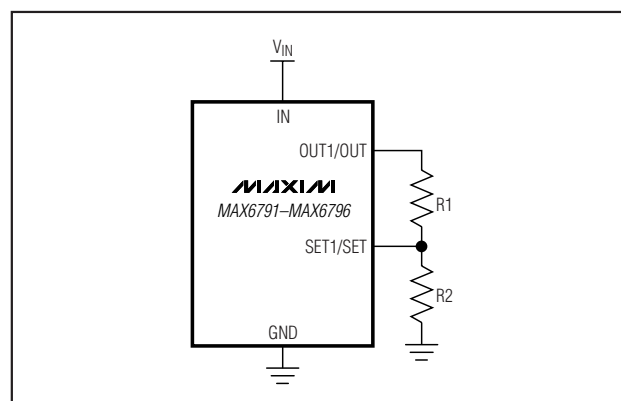 VIN
IN
OUT1/OUT
MAXIM
R1
MAX6791–MAX6796
SET1/SET
R2
GND